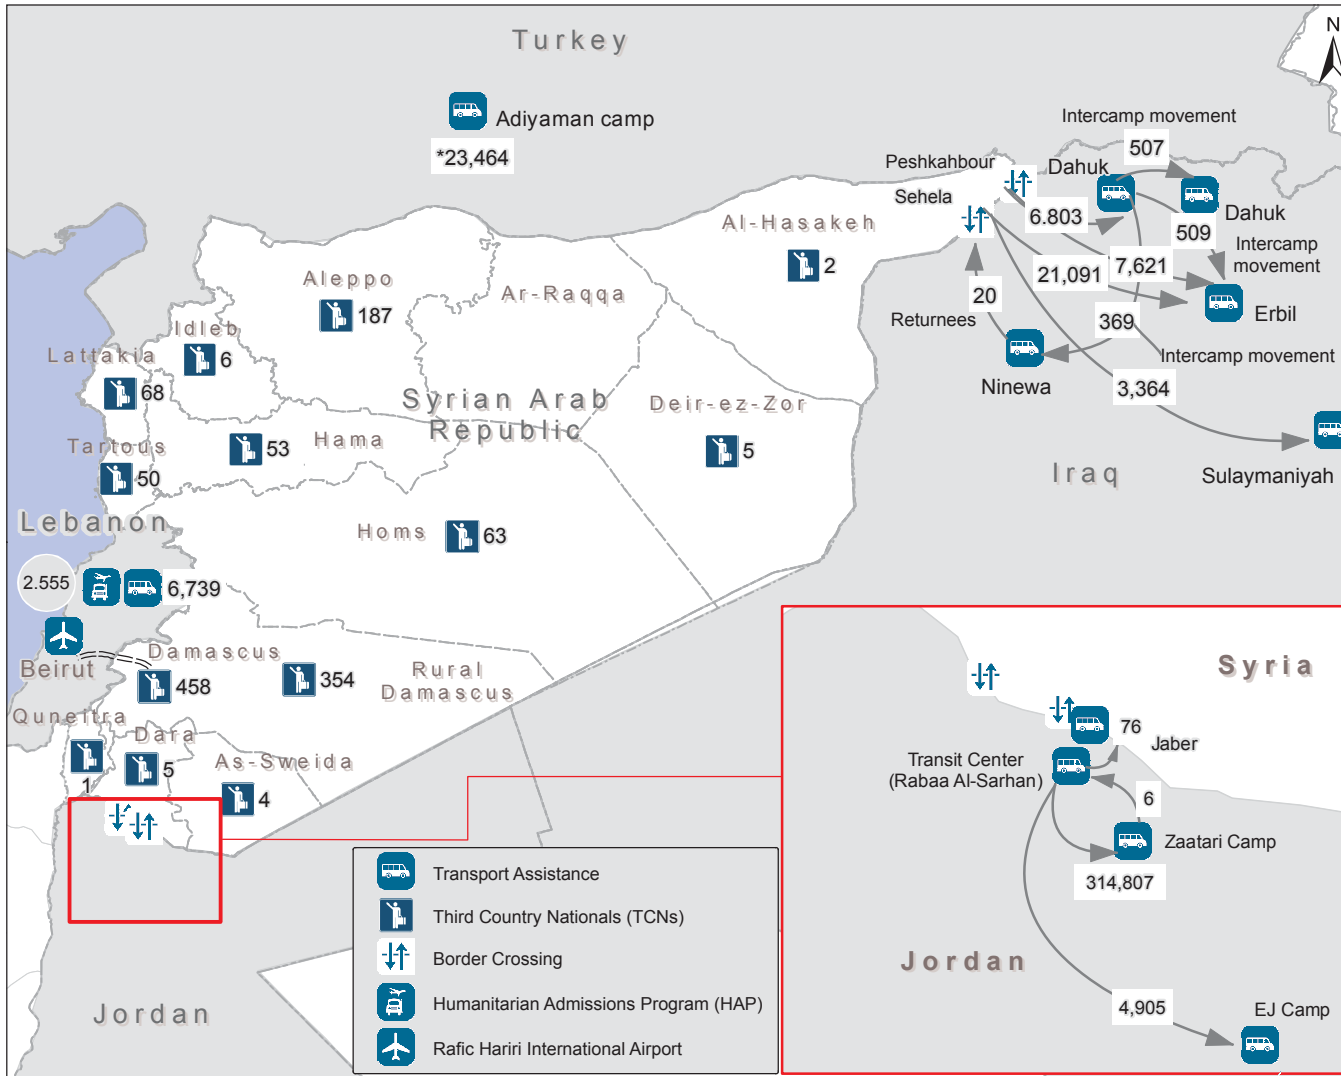 Turkey
N
Adiyaman camp
*23,464
Intercamp movement
507
Peshkahbour
Dahuk
Sehela
Dahuk
6.803
509
Intercamp
movement
7,621
21,091
Erbil
20
369
Returnees
Intercamp movement
Ninewa
3,364
Sulaymaniyah
Iraq
Al-Hasakeh
2
Aleppo
187
Ar-Raqqa
Idleb
6
Lattakia
68
Syrian Arab
Republic
Deir-ez-Zor
5
Tartous
50
Hama
53
Homs
63
Lebanon
2.555
6,739
Beirut
Damascus
458
354
Rural
Damascus
Quneitra
1
Dara
5
As-Sweida
4
Jordan
Transport Assistance
Third Country Nationals (TCNs)
Border Crossing
Humanitarian Admissions Program (HAP)
Rafic Hariri International Airport
Syria
76
Jaber
Transit Center
(Rabaa Al-Sarhan)
6
Zaatari Camp
314,807
Jordan
4,905
EJ Camp